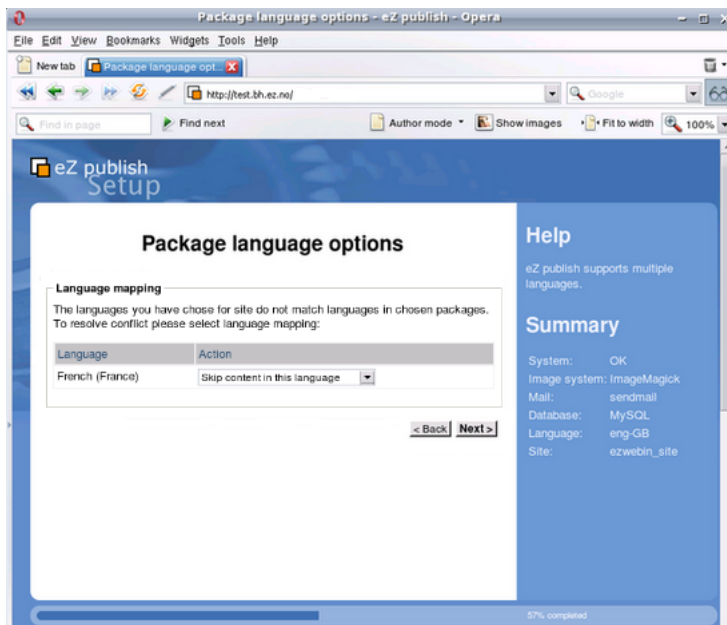 Package language options - eZ publish - Opera
File Edit View Bookmarks Widgets Tools Help
New tab Package language opt...
http://test.bh.ez.no/ Google
Find in page Find next Author mode Show images Fit to width 100%
eZ publish
Setup
Package language options
Language mapping
The languages you have chose for site do not match languages in chosen packages.
To resolve conflict please select language mapping:
Language Action
French (France) Skip content in this language
< Back Next >
Help
eZ publish supports multiple
languages.
Summary
System: OK
Image system: ImageMagick
Mail: sendmail
Database: MySQL
Language: eng-GB
Site: ezwebin_site
57% completed